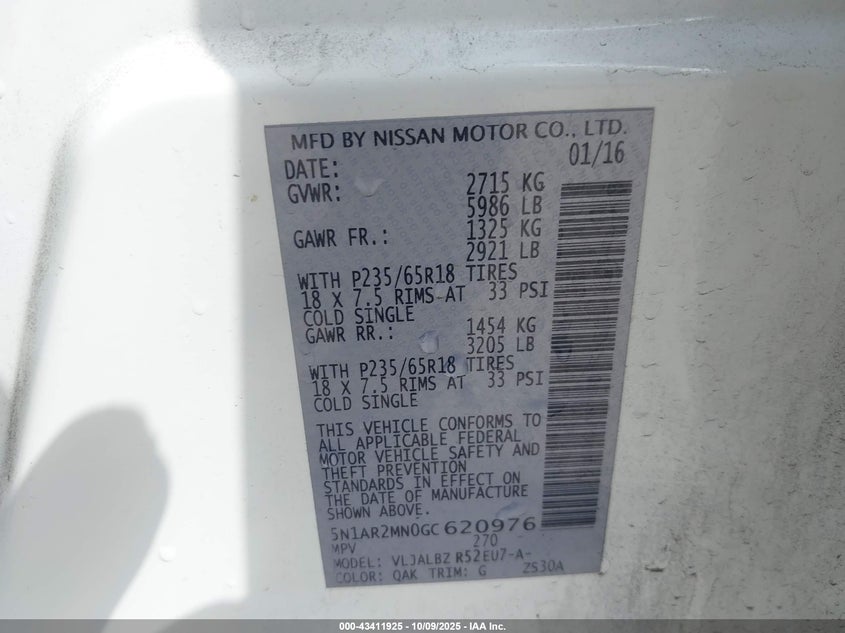 MFD BY NISSAN MOTOR CO., LTD.
DATE: 01/16
GVWR: 2715 KG
5986 LB
GAWR FR.: 1325 KG
2921 LB
WITH P235/65R18 TIRES
18 X 7.5 RIMS AT 33 PSI
COLD SINGLE
GAWR RR.: 1454 KG
3205 LB
WITH P235/65R18 TIRES
18 X 7.5 RIMS AT 33 PSI
COLD SINGLE
THIS VEHICLE CONFORMS TO
ALL APPLICABLE FEDERAL
MOTOR VEHICLE SAFETY AND
THEFT PREVENTION
STANDARDS IN EFFECT ON
THE DATE OF MANUFACTURE
SHOWN ABOVE.
5N1AR2MN0GC620976
MPV 270
MODEL: VLJALBZ R52EU7-A-
COLOR: QAK TRIM: G ZS30A
000-43411925 - 10/09/2025 - IAA Inc.